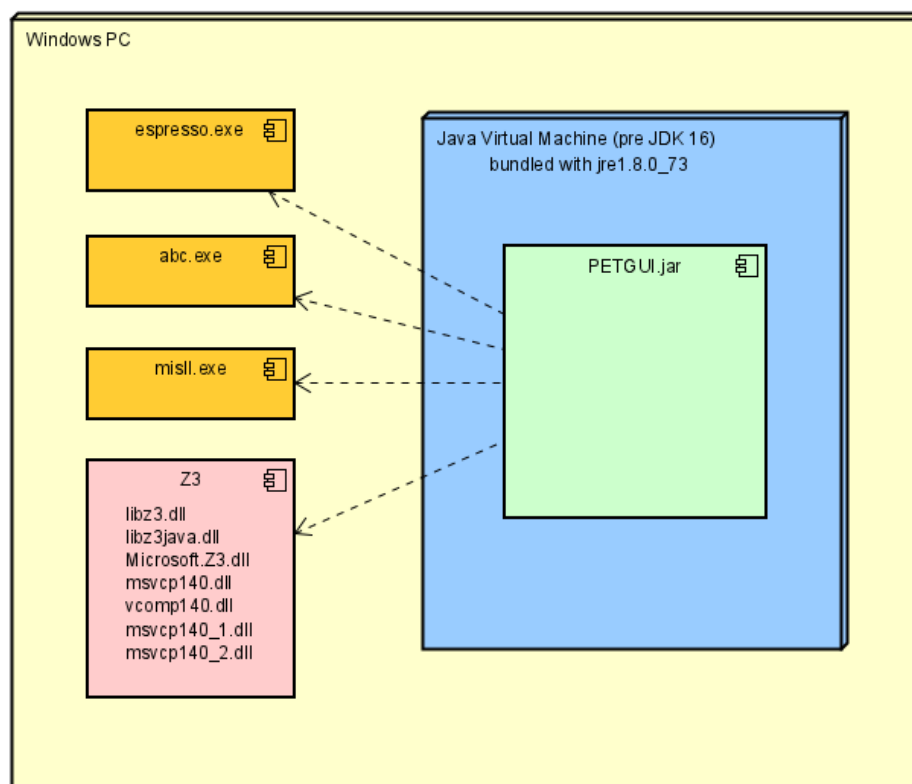 Windows PC
espresso.exe
abc.exe
misII.exe
Z3
libz3.dll
libz3java.dll
Microsoft.Z3.dll
msvcp140.dll
vcomp140.dll
msvcp140_1.dll
msvcp140_2.dll
Java Virtual Machine (pre JDK 16)
bundled with jre1.8.0_73
PETGUI.jar